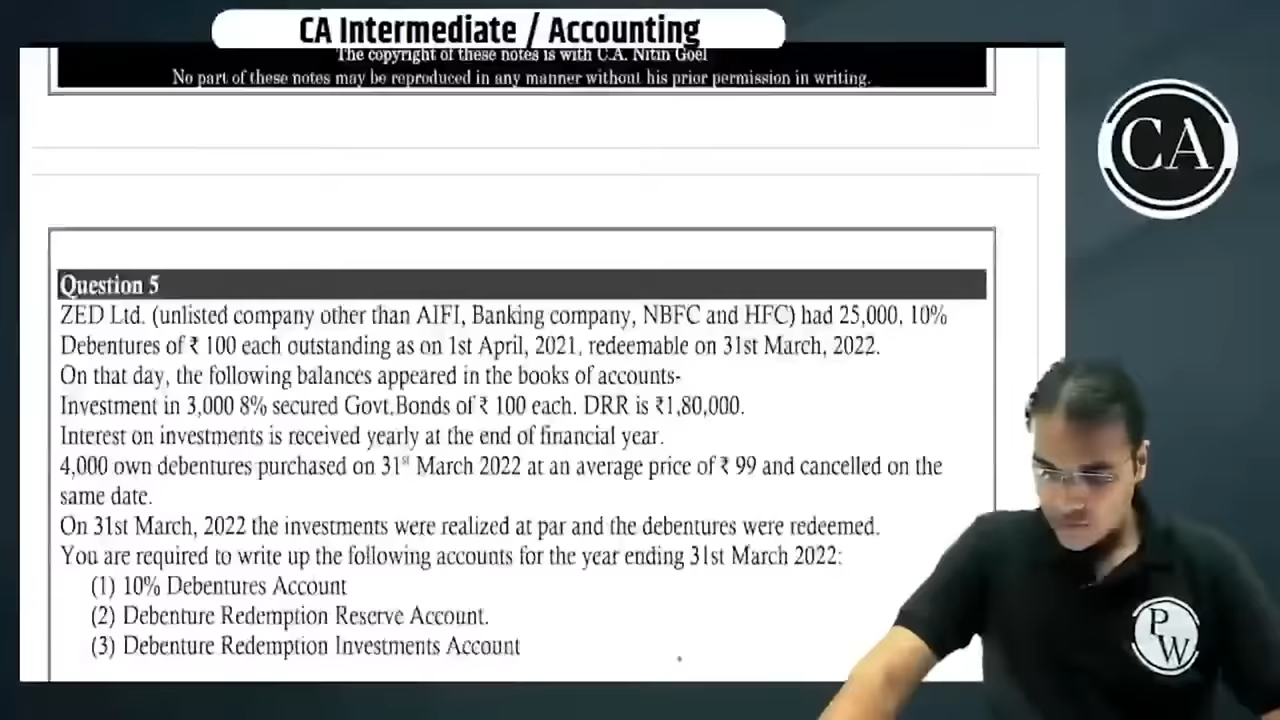 CA Intermediate / Accounting
The copyright of these notes is with C.A. Nitin Goel
No part of these notes may be reproduced in any manner without his prior permission in writing.
CA
Question 5
ZED Ltd. (unlisted company other than AIFI, Banking company, NBFC and HFC) had 25,000, 10%
Debentures of ₹ 100 each outstanding as on 1st April, 2021, redeemable on 31st March, 2022.
On that day, the following balances appeared in the books of accounts-
Investment in 3,000 8% secured Govt.Bonds of ₹ 100 each. DRR is ₹1,80,000.
Interest on investments is received yearly at the end of financial year.
4,000 own debentures purchased on 31st March 2022 at an average price of ₹ 99 and cancelled on the
same date.
On 31st March, 2022 the investments were realized at par and the debentures were redeemed.
You are required to write up the following accounts for the year ending 31st March 2022:
(1) 10% Debentures Account
(2) Debenture Redemption Reserve Account.
(3) Debenture Redemption Investments Account
P
W